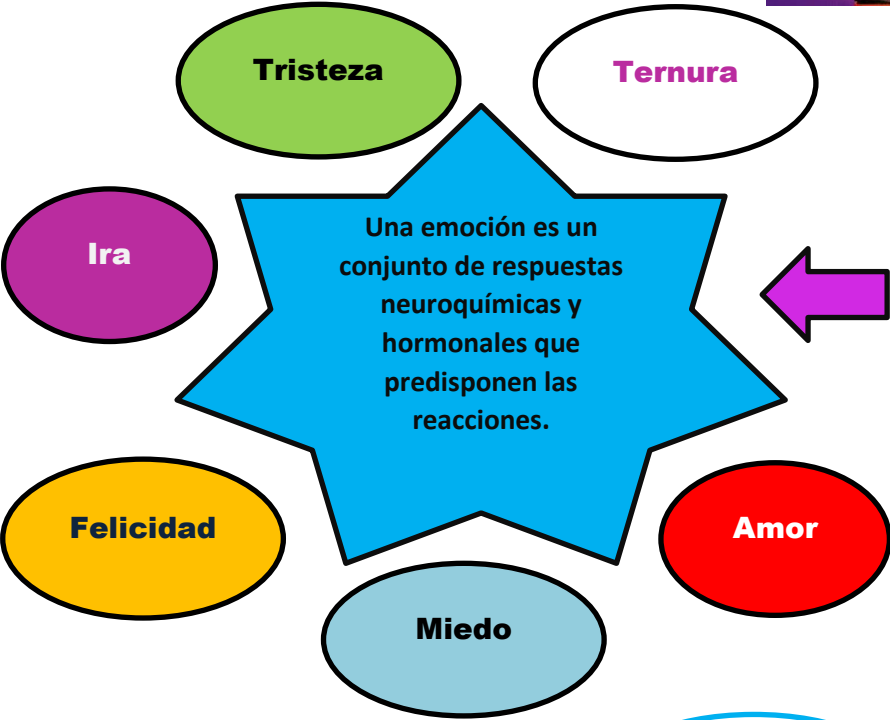 Tristeza
Ternura
Ira
Una emoción es un
conjunto de respuestas
neuroquímicas y
hormonales que
predisponen las
reacciones.
Felicidad
Amor
Miedo